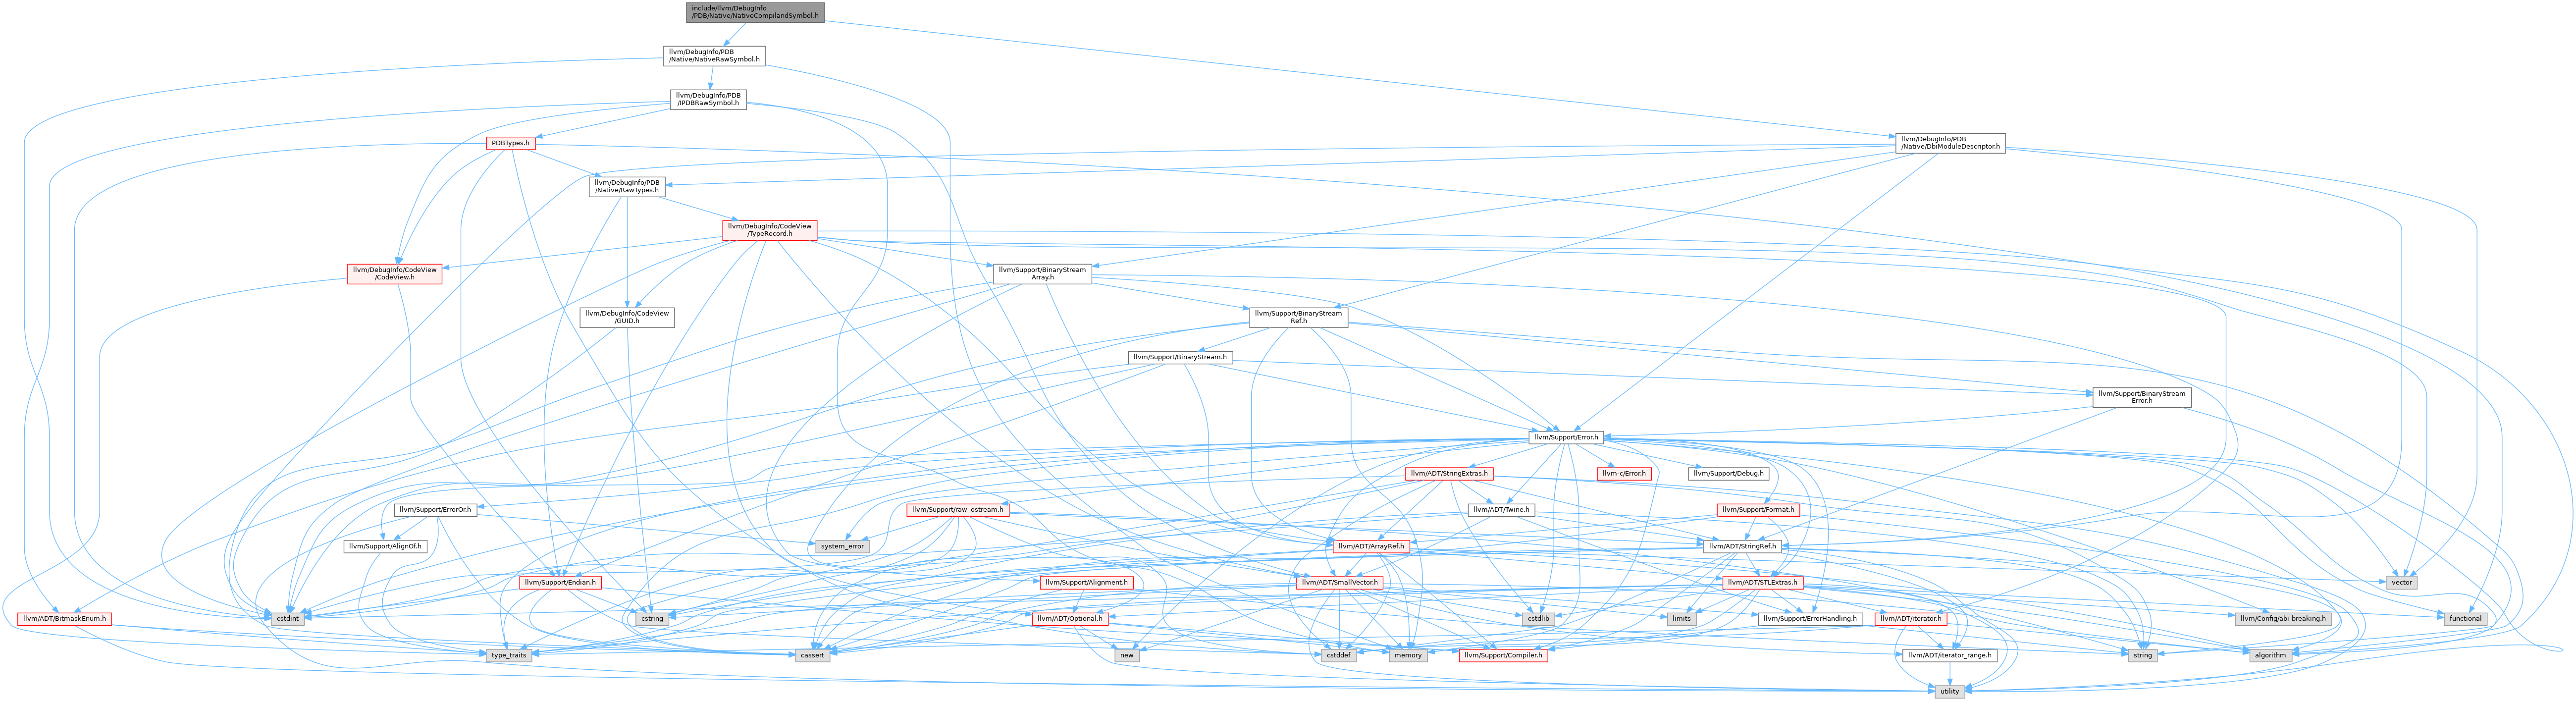 include/llvm/DebugInfo
/PDB/Native/NativeCompilandSymbol.h
llvm/DebugInfo/PDB
/Native/NativeRawSymbol.h
llvm/DebugInfo/PDB
/IPDBRawSymbol.h
PDBTypes.h
llvm/DebugInfo/PDB
/Native/DbiModuleDescriptor.h
llvm/DebugInfo/PDB
/Native/RawTypes.h
llvm/DebugInfo/CodeView
/TypeRecord.h
llvm/DebugInfo/CodeView
/CodeView.h
llvm/Support/BinaryStream
Array.h
llvm/DebugInfo/CodeView
/GUID.h
llvm/Support/BinaryStream
Ref.h
llvm/Support/BinaryStream.h
llvm/Support/BinaryStream
Error.h
llvm/Support/Error.h
llvm/ADT/StringExtras.h
llvm-c/Error.h
llvm/Support/Debug.h
llvm/Support/ErrorOr.h
llvm/Support/raw_ostream.h
llvm/ADT/Twine.h
llvm/Support/Format.h
llvm/Support/AlignOf.h
system_error
llvm/ADT/ArrayRef.h
llvm/ADT/StringRef.h
llvm/Support/Endian.h
llvm/Support/Alignment.h
llvm/ADT/SmallVector.h
llvm/ADT/STLExtras.h
vector
llvm/ADT/BitmaskEnum.h
cstdint
cstring
llvm/ADT/Optional.h
cstdlib
limits
llvm/Support/ErrorHandling.h
llvm/ADT/iterator.h
llvm/Config/abi-breaking.h
functional
type_traits
cassert
new
cstddef
memory
llvm/Support/Compiler.h
llvm/ADT/iterator_range.h
string
algorithm
utility